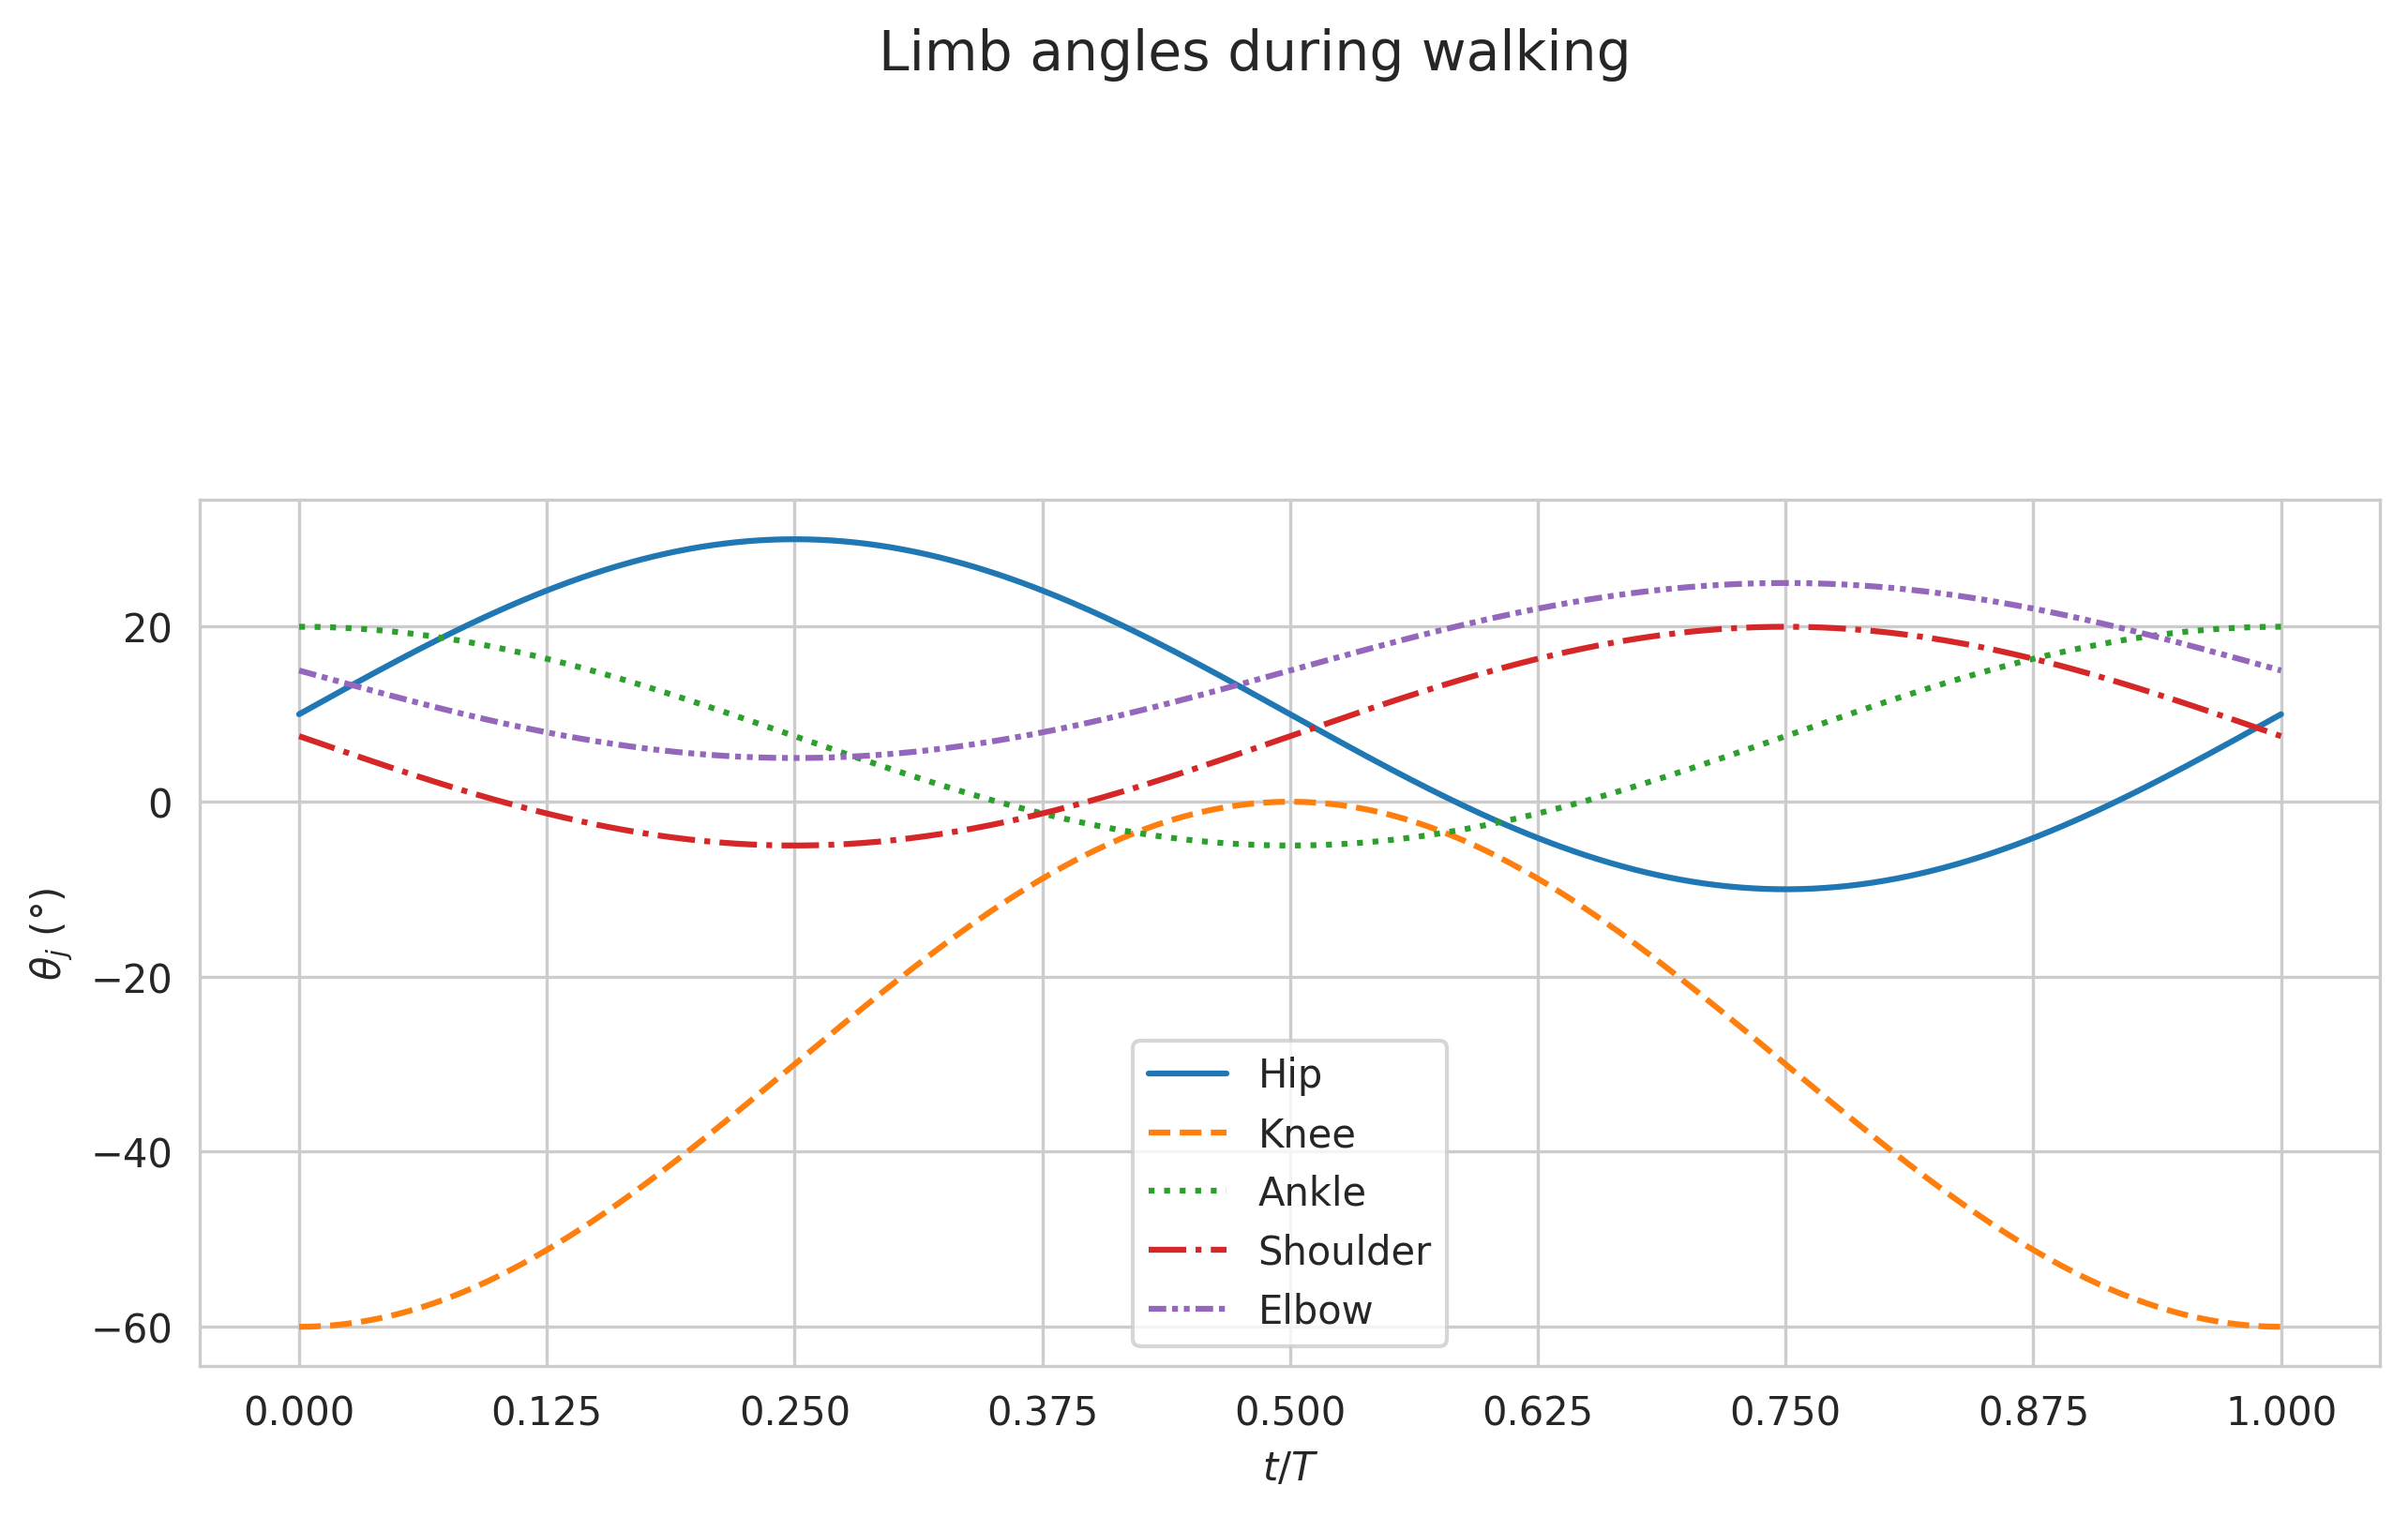 Limb angles during walking
20
0
−20
−40
−60
θj (°)
Hip
Knee
Ankle
Shoulder
Elbow
0.000 0.125 0.250 0.375 0.500 0.625 0.750 0.875 1.000
t/T